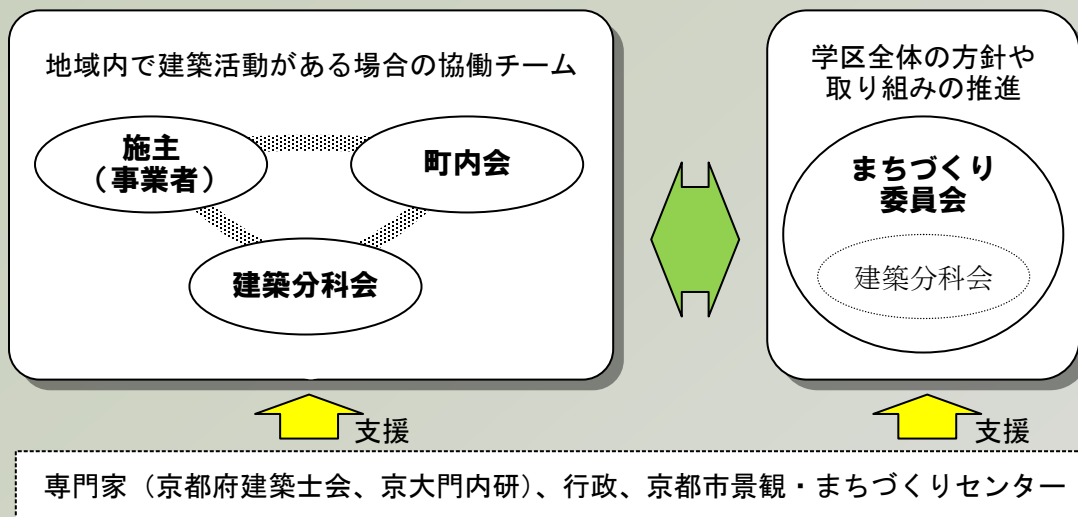 地域内で建築活動がある場合の協働チーム
施主
（事業者）
町内会
建築分科会
学区全体の方針や
取り組みの推進
まちづくり
委員会
建築分科会
支援
支援
専門家（京都府建築士会、京大門内研）、行政、京都市景観・まちづくりセンター